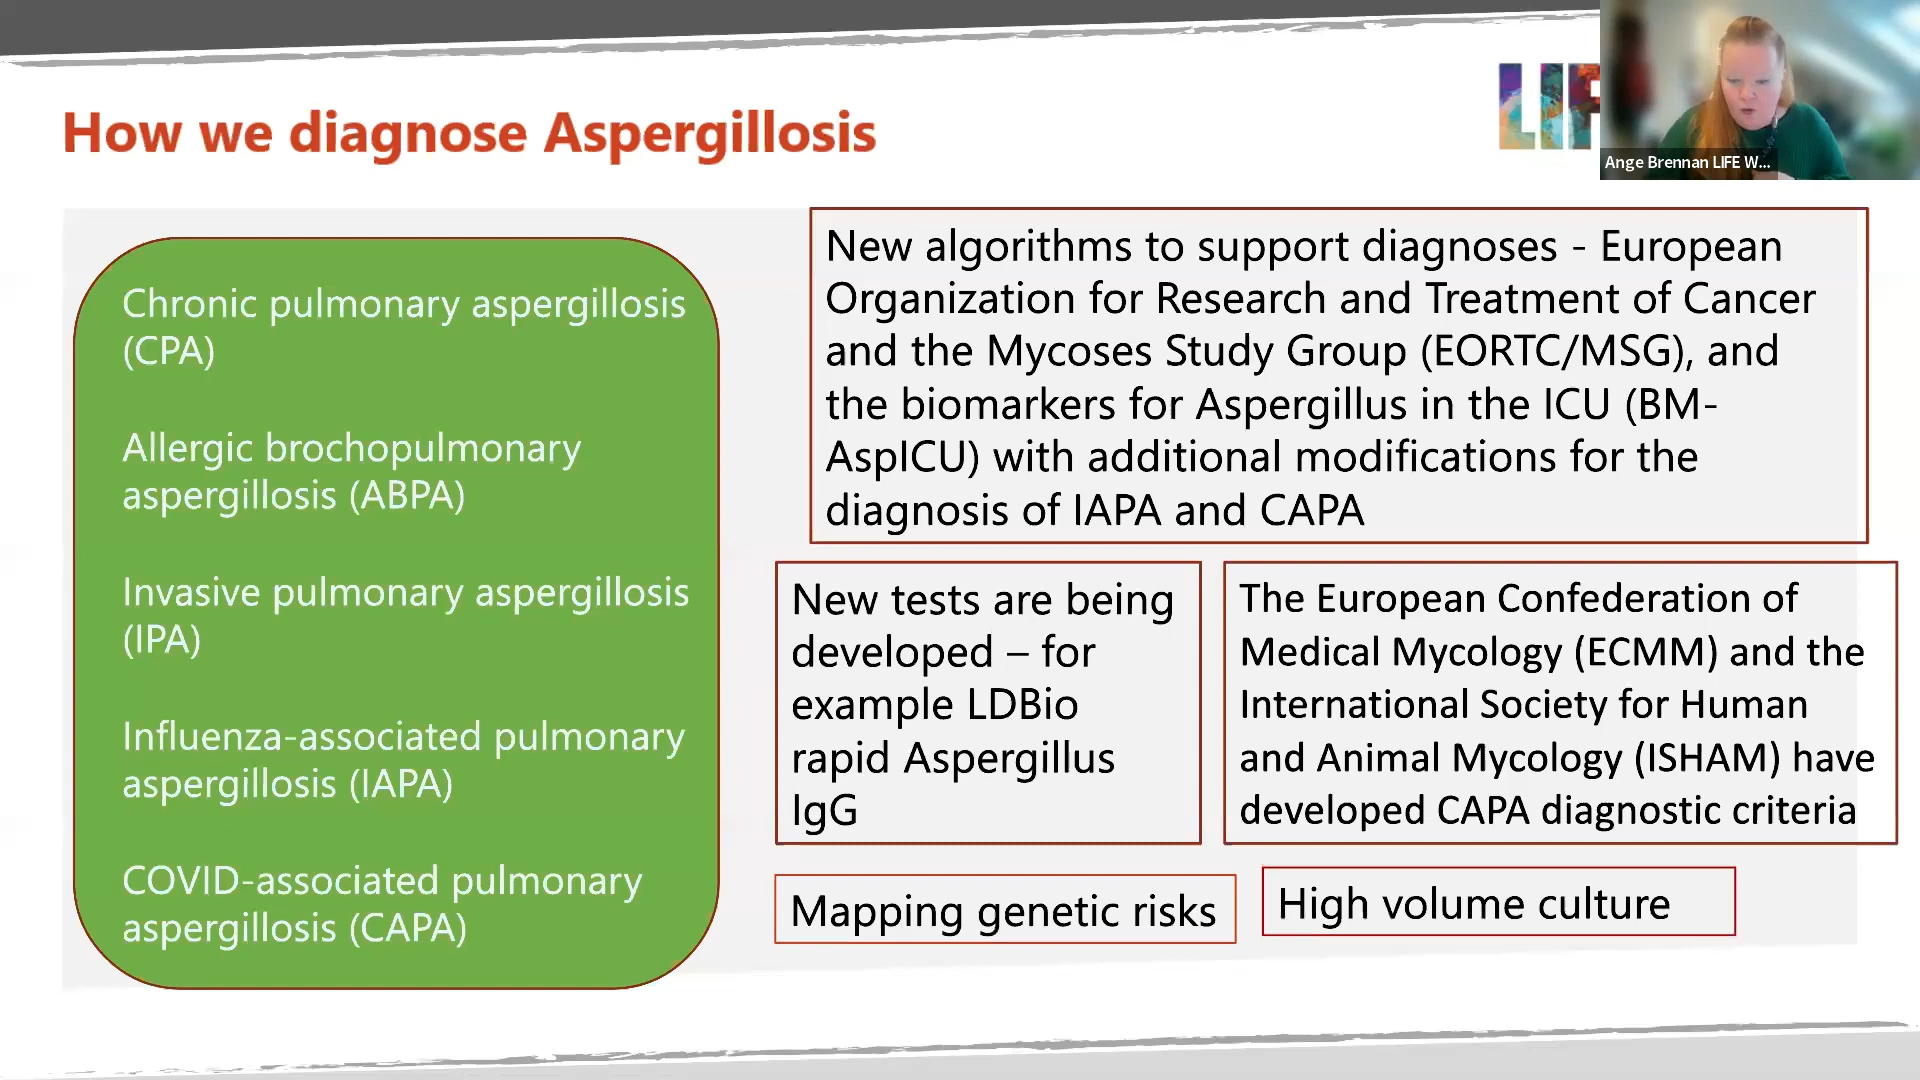 How we diagnose Aspergillosis
LIF
Ange Brennan LIFE W...
Chronic pulmonary aspergillosis
(CPA)
Allergic brochopulmonary
aspergillosis (ABPA)
Invasive pulmonary aspergillosis
(IPA)
Influenza-associated pulmonary
aspergillosis (IAPA)
COVID-associated pulmonary
aspergillosis (CAPA)
New algorithms to support diagnoses - European
Organization for Research and Treatment of Cancer
and the Mycoses Study Group (EORTC/MSG), and
the biomarkers for Aspergillus in the ICU (BM-
AspICU) with additional modifications for the
diagnosis of IAPA and CAPA
New tests are being
developed – for
example LDBio
rapid Aspergillus
IgG
The European Confederation of
Medical Mycology (ECMM) and the
International Society for Human
and Animal Mycology (ISHAM) have
developed CAPA diagnostic criteria
Mapping genetic risks
High volume culture